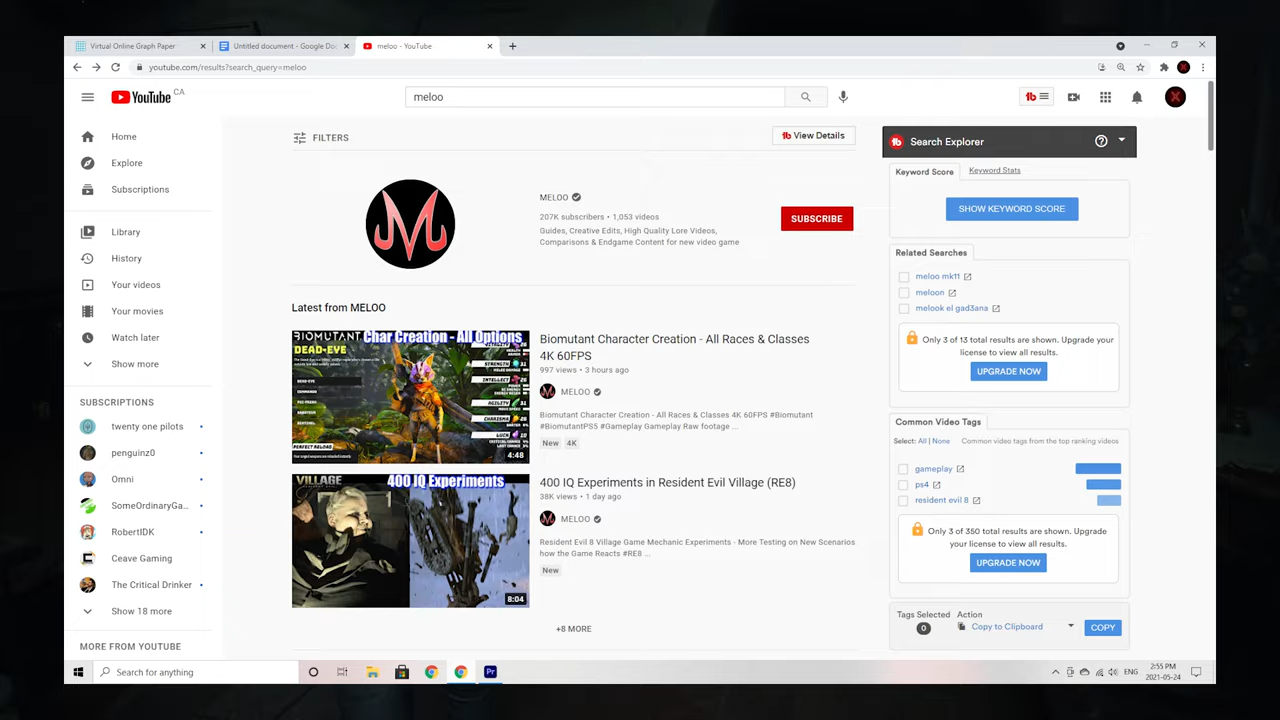 Virtual Online Graph Paper
Untitled document - Google Doc
meloo - YouTube
youtube.com/results?search_query=meloo
YouTube CA
meloo
Home
Explore
Subscriptions
Library
History
Your videos
Your movies
Watch later
Show more
SUBSCRIPTIONS
twenty one pilots
penguinz0
Omni
SomeOrdinaryGa...
RobertIDK
Ceave Gaming
The Critical Drinker
Show 18 more
MORE FROM YOUTUBE
FILTERS
View Details
MELOO
207K subscribers • 1,053 videos
Guides, Creative Edits, High Quality Lore Videos,
Comparisons & Endgame Content for new video game
SUBSCRIBE
Latest from MELOO
BIOMUTANT
Char Creation - All Options
DEAD-EYE
STRENGTH
INTELLECT
AGILITY
CHARISMA
LUCK
PERFECT RELOAD
4:48
Biomutant Character Creation - All Races & Classes
4K 60FPS
997 views • 3 hours ago
MELOO
Biomutant Character Creation - All Races & Classes 4K 60FPS #Biomutant
#BiomutantPS5 #Gameplay Gameplay Raw footage ...
New 4K
VILLAGE
400 IQ Experiments
8:04
400 IQ Experiments in Resident Evil Village (RE8)
38K views • 1 day ago
MELOO
Resident Evil 8 Village Game Mechanic Experiments - More Testing on New Scenarios
how the Game Reacts #RE8 ...
New
+8 MORE
Search Explorer
Keyword Score
Keyword Stats
SHOW KEYWORD SCORE
Related Searches
meloo mk11
meloon
melook el gad3ana
Only 3 of 13 total results are shown. Upgrade your
license to view all results.
UPGRADE NOW
Common Video Tags
Select: All | None
Common video tags from the top ranking videos
gameplay
ps4
resident evil 8
Only 3 of 350 total results are shown. Upgrade
your license to view all results.
UPGRADE NOW
Tags Selected
0
Action
Copy to Clipboard
COPY
Search for anything
Pr
ENG
2:55 PM
2021-05-24